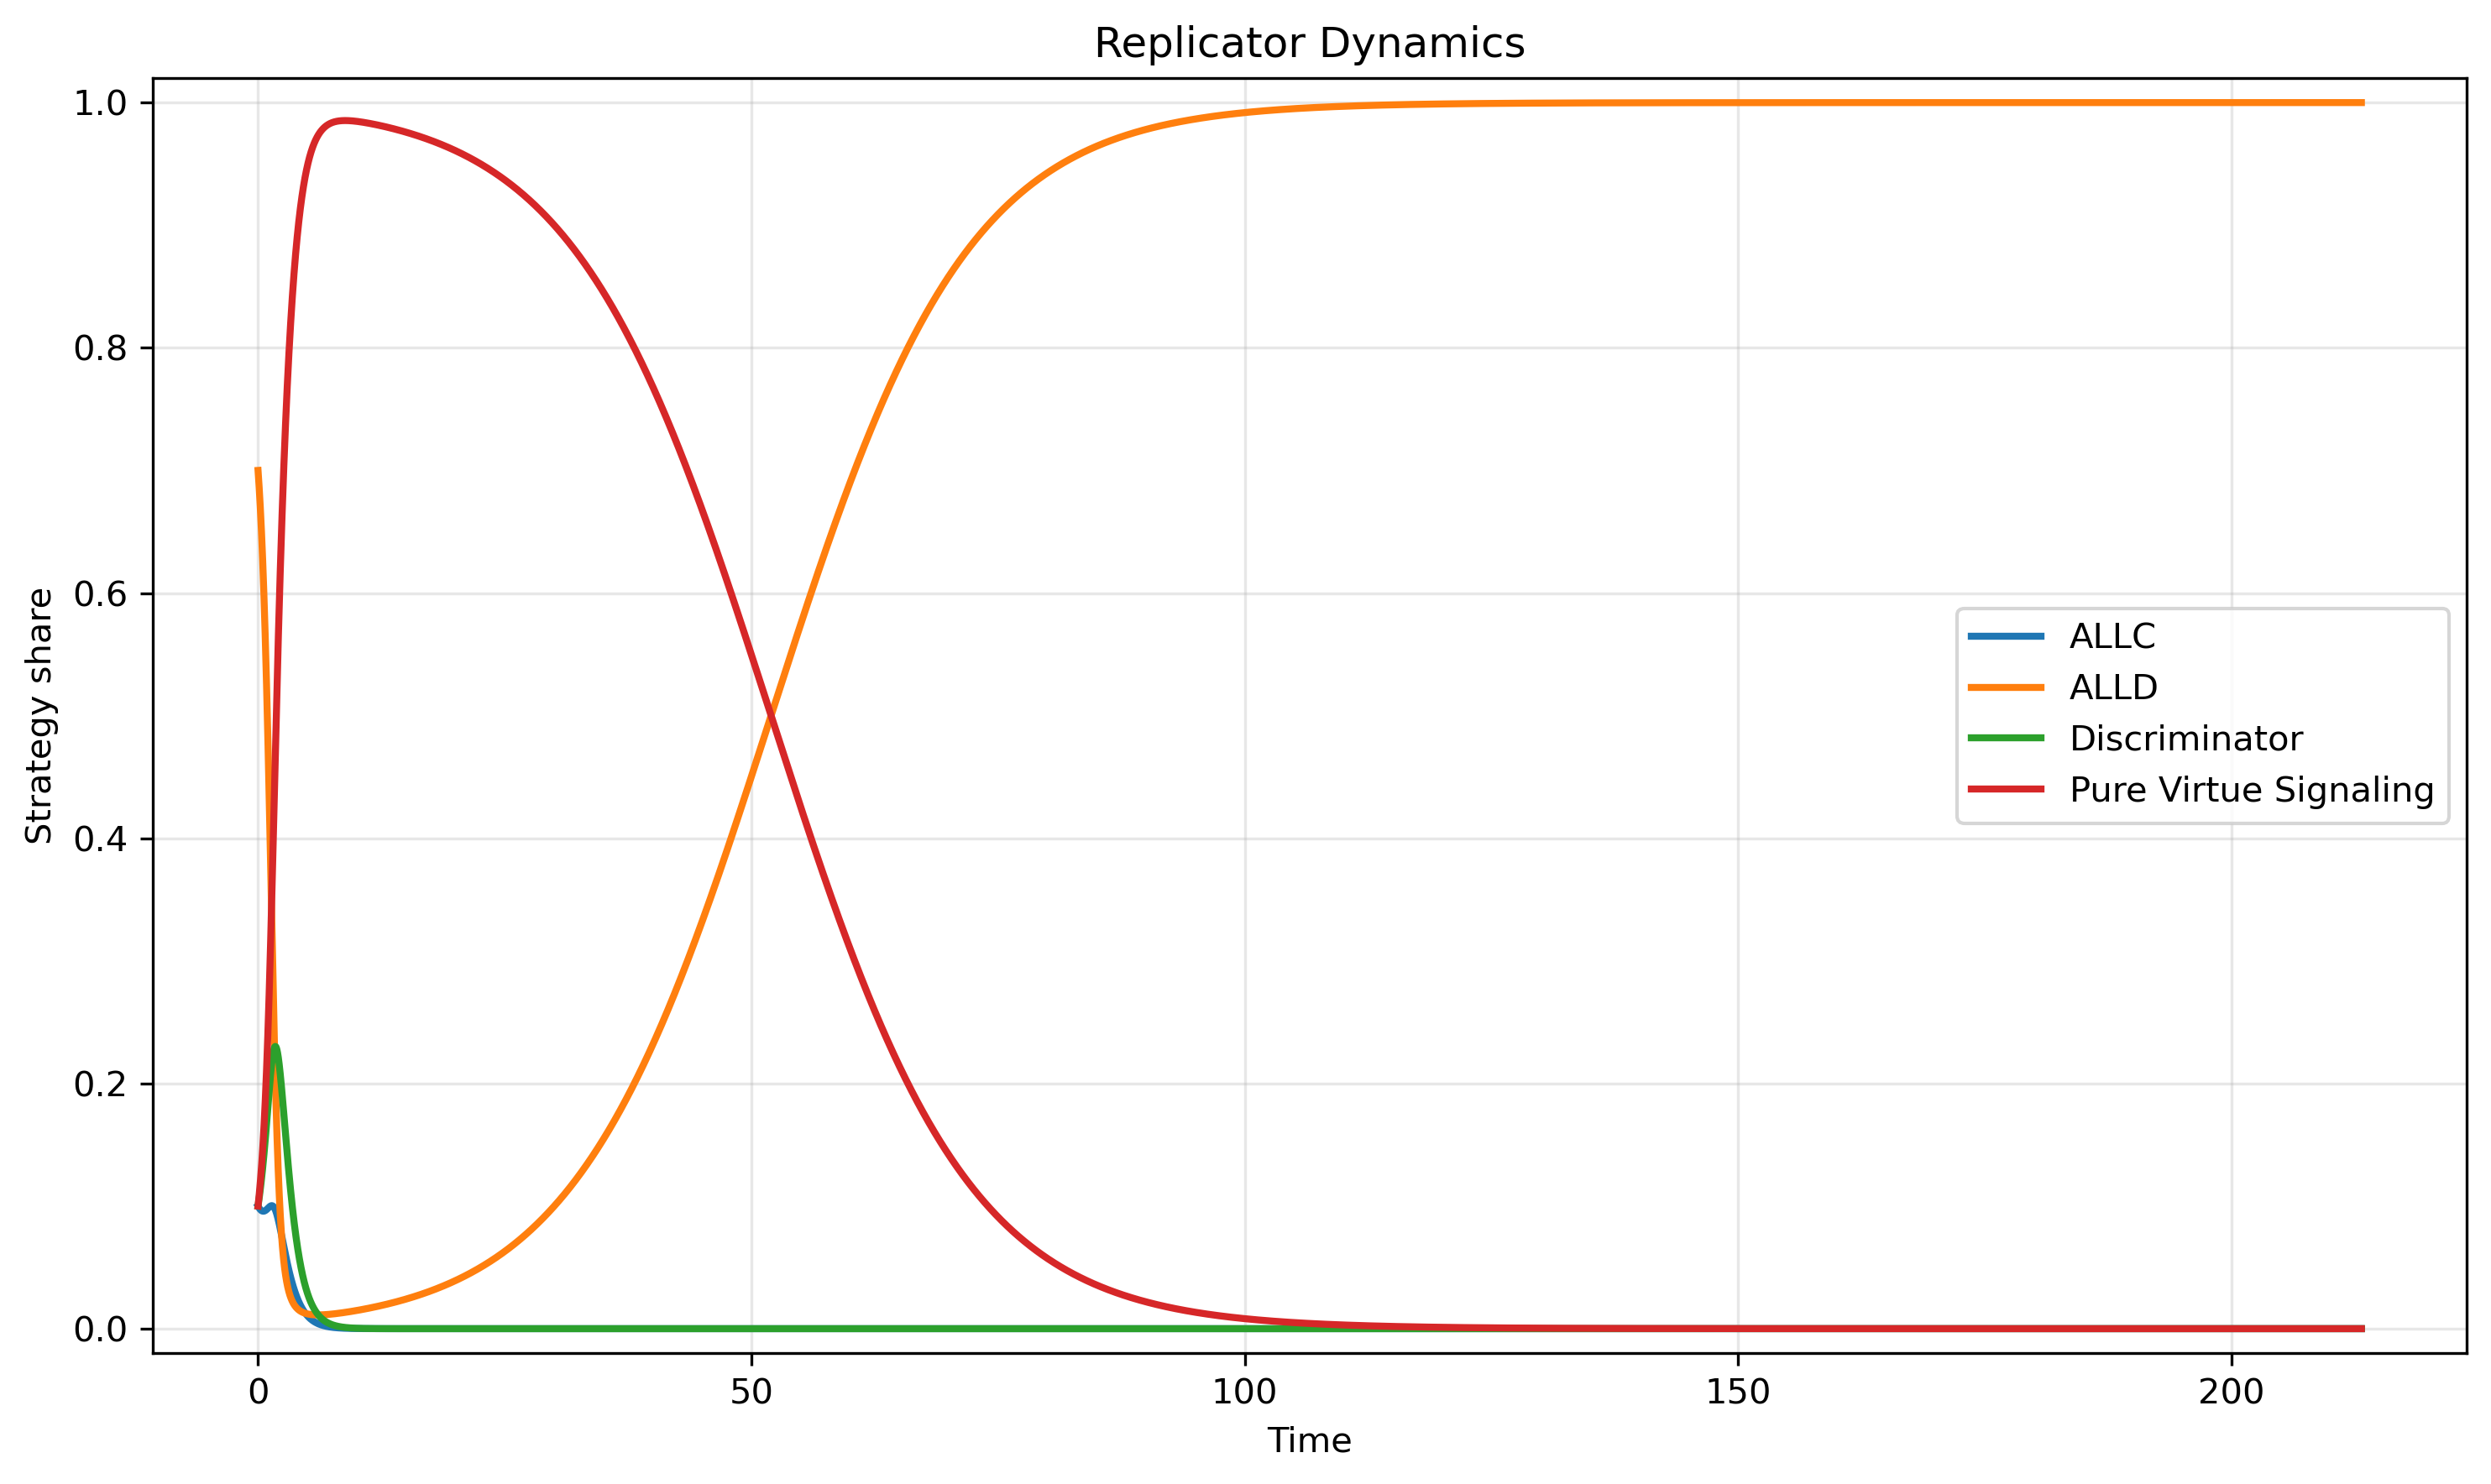 Replicator Dynamics
1.0
0.8
0.6
0.4
0.2
0.0
Strategy share
ALLC
ALLD
Discriminator
Pure Virtue Signaling
0
50
100
150
200
Time